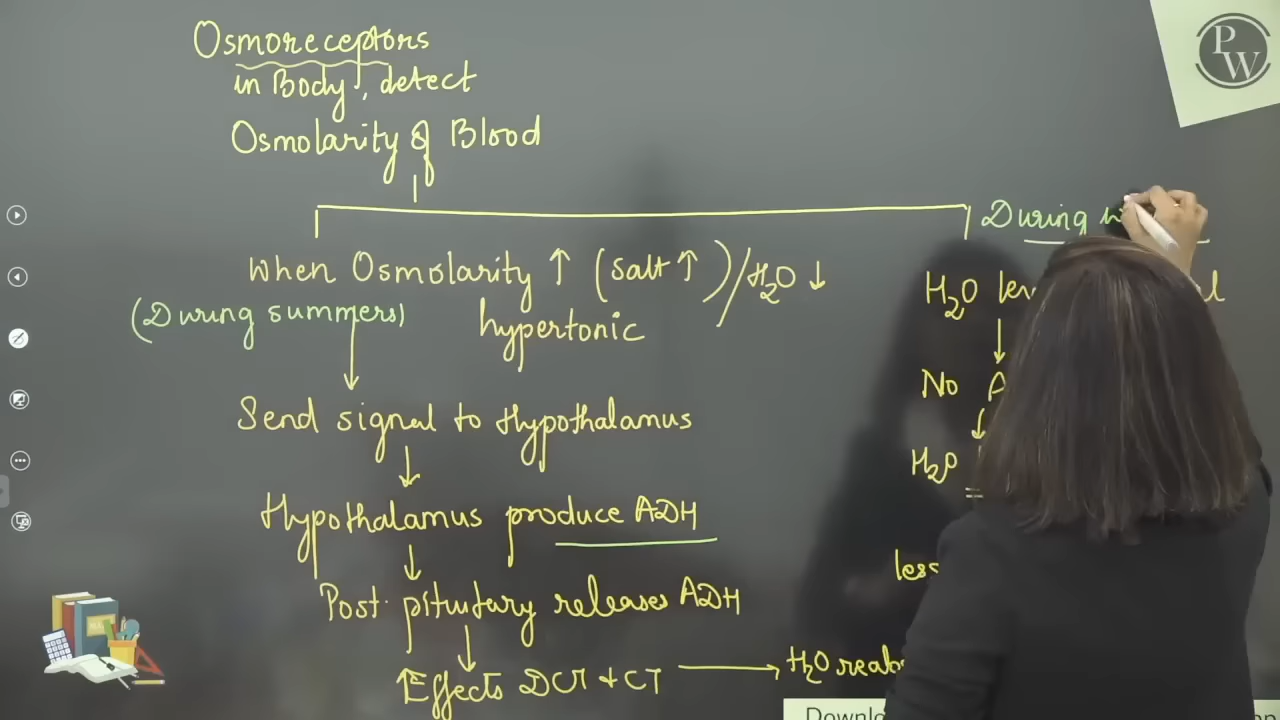 PW
Osmoreceptors
in Body, detect
Osmolarity of Blood
During
When Osmolarity ↑ (salt ↑)/H₂O ↓
(During summers)
hypertonic
H₂O
Send signal to Hypothalamus
No
H₂O
Hypothalamus produce ADH
less
Post. pituitary releases ADH
Effects DCT + CT → H₂O